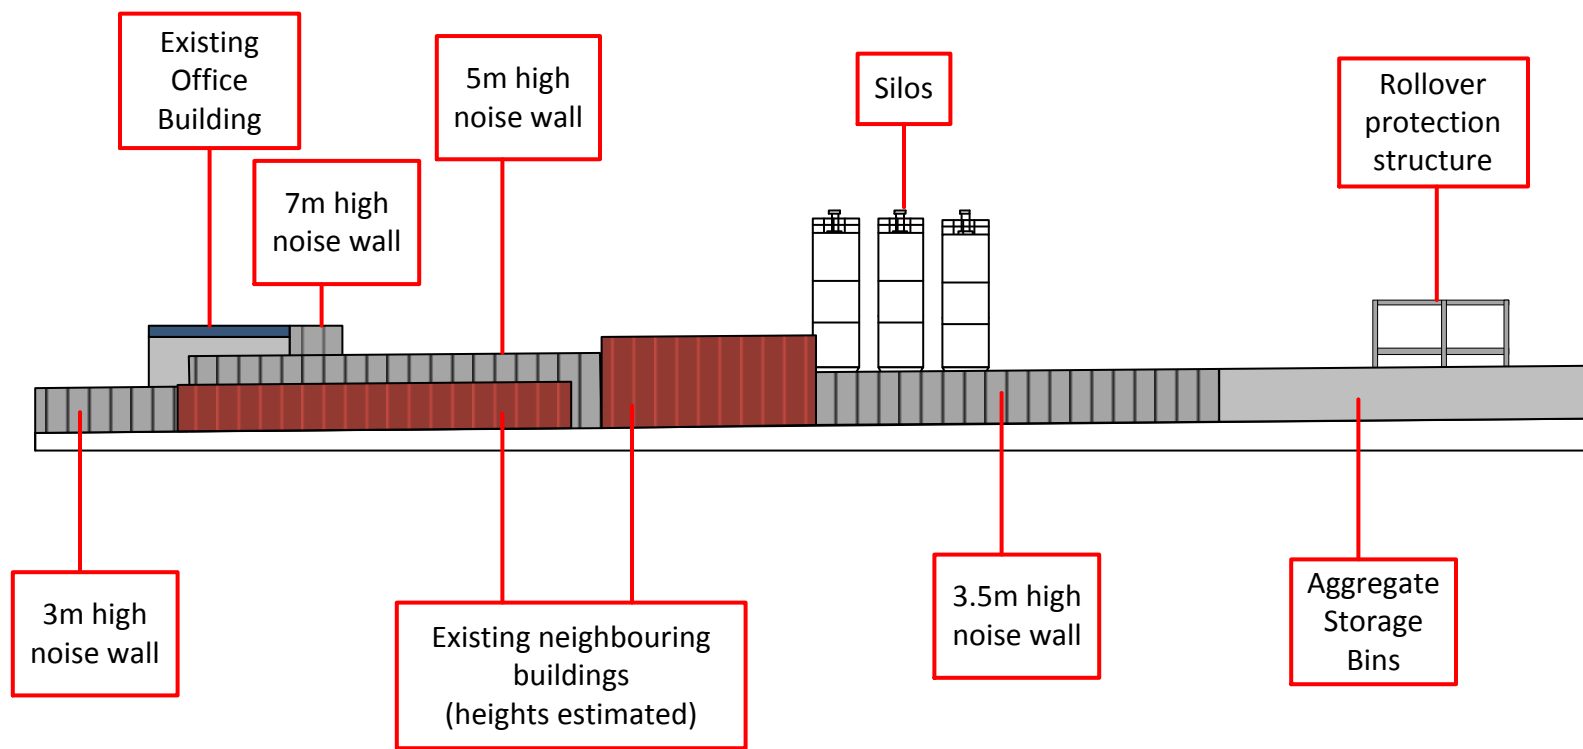 Existing
Office
Building
5m high
noise wall
Silos
Rollover
protection
structure
7m high
noise wall
3m high
noise wall
Existing neighbouring
buildings
(heights estimated)
3.5m high
noise wall
Aggregate
Storage
Bins